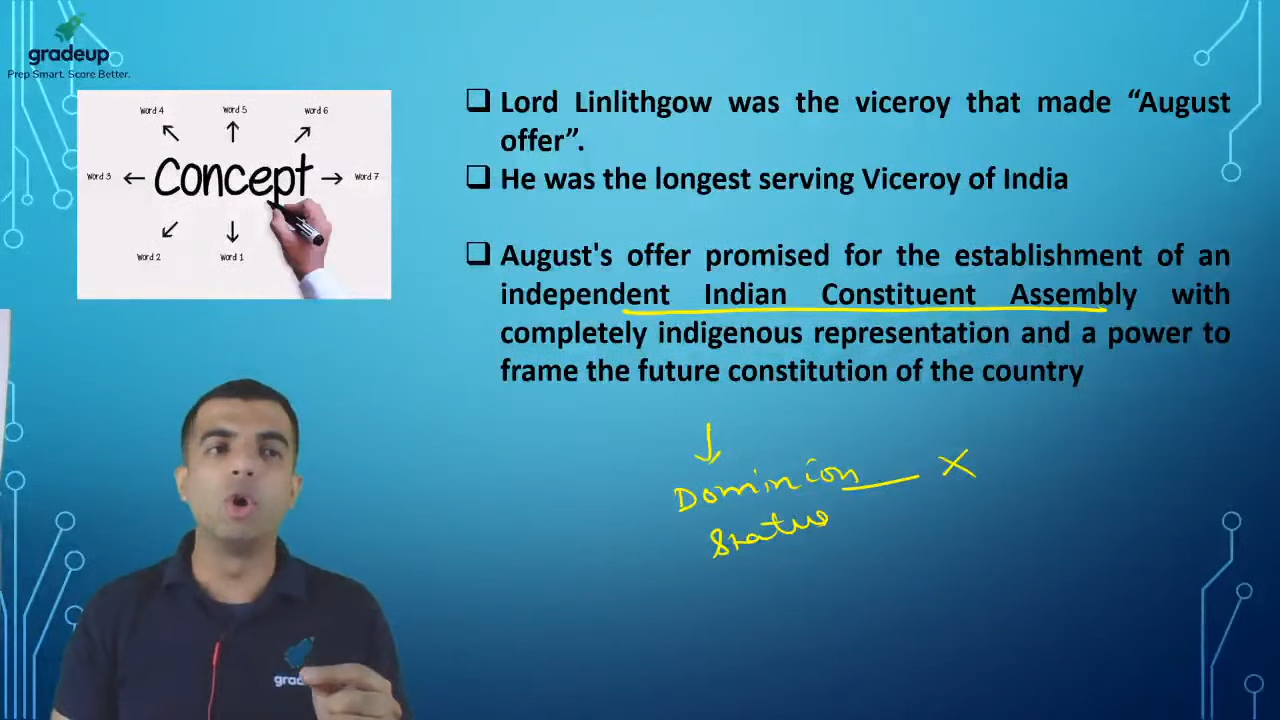 gradeup
Prep Smart. Score Better.
Word 4
Word 5
Word 6
Word 3
Concept
Word 7
Word 2
Word 1
❑ Lord Linlithgow was the viceroy that made “August
offer”.
❑ He was the longest serving Viceroy of India
❑ August's offer promised for the establishment of an
independent Indian Constituent Assembly with
completely indigenous representation and a power to
frame the future constitution of the country
Dominion X
Status